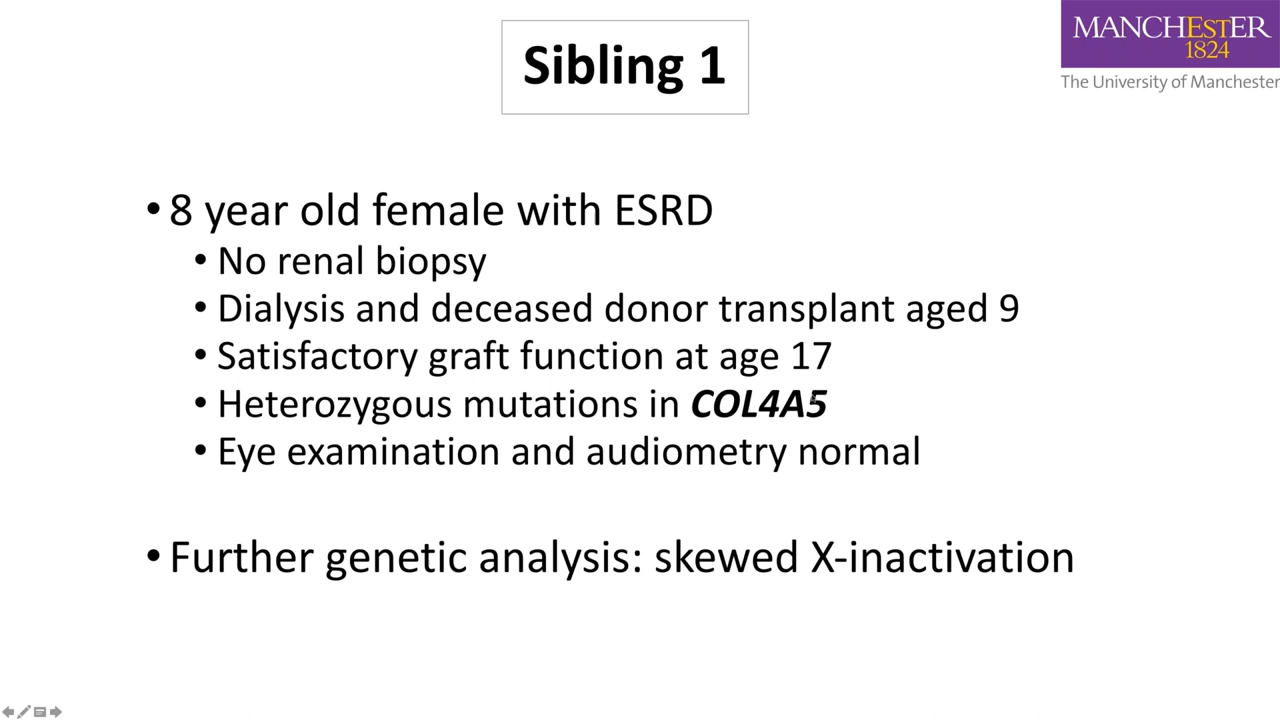 Sibling 1
MANCHESTER
1824
The University of Manchester
• 8 year old female with ESRD
• No renal biopsy
• Dialysis and deceased donor transplant aged 9
• Satisfactory graft function at age 17
• Heterozygous mutations in COL4A5
• Eye examination and audiometry normal
• Further genetic analysis: skewed X-inactivation